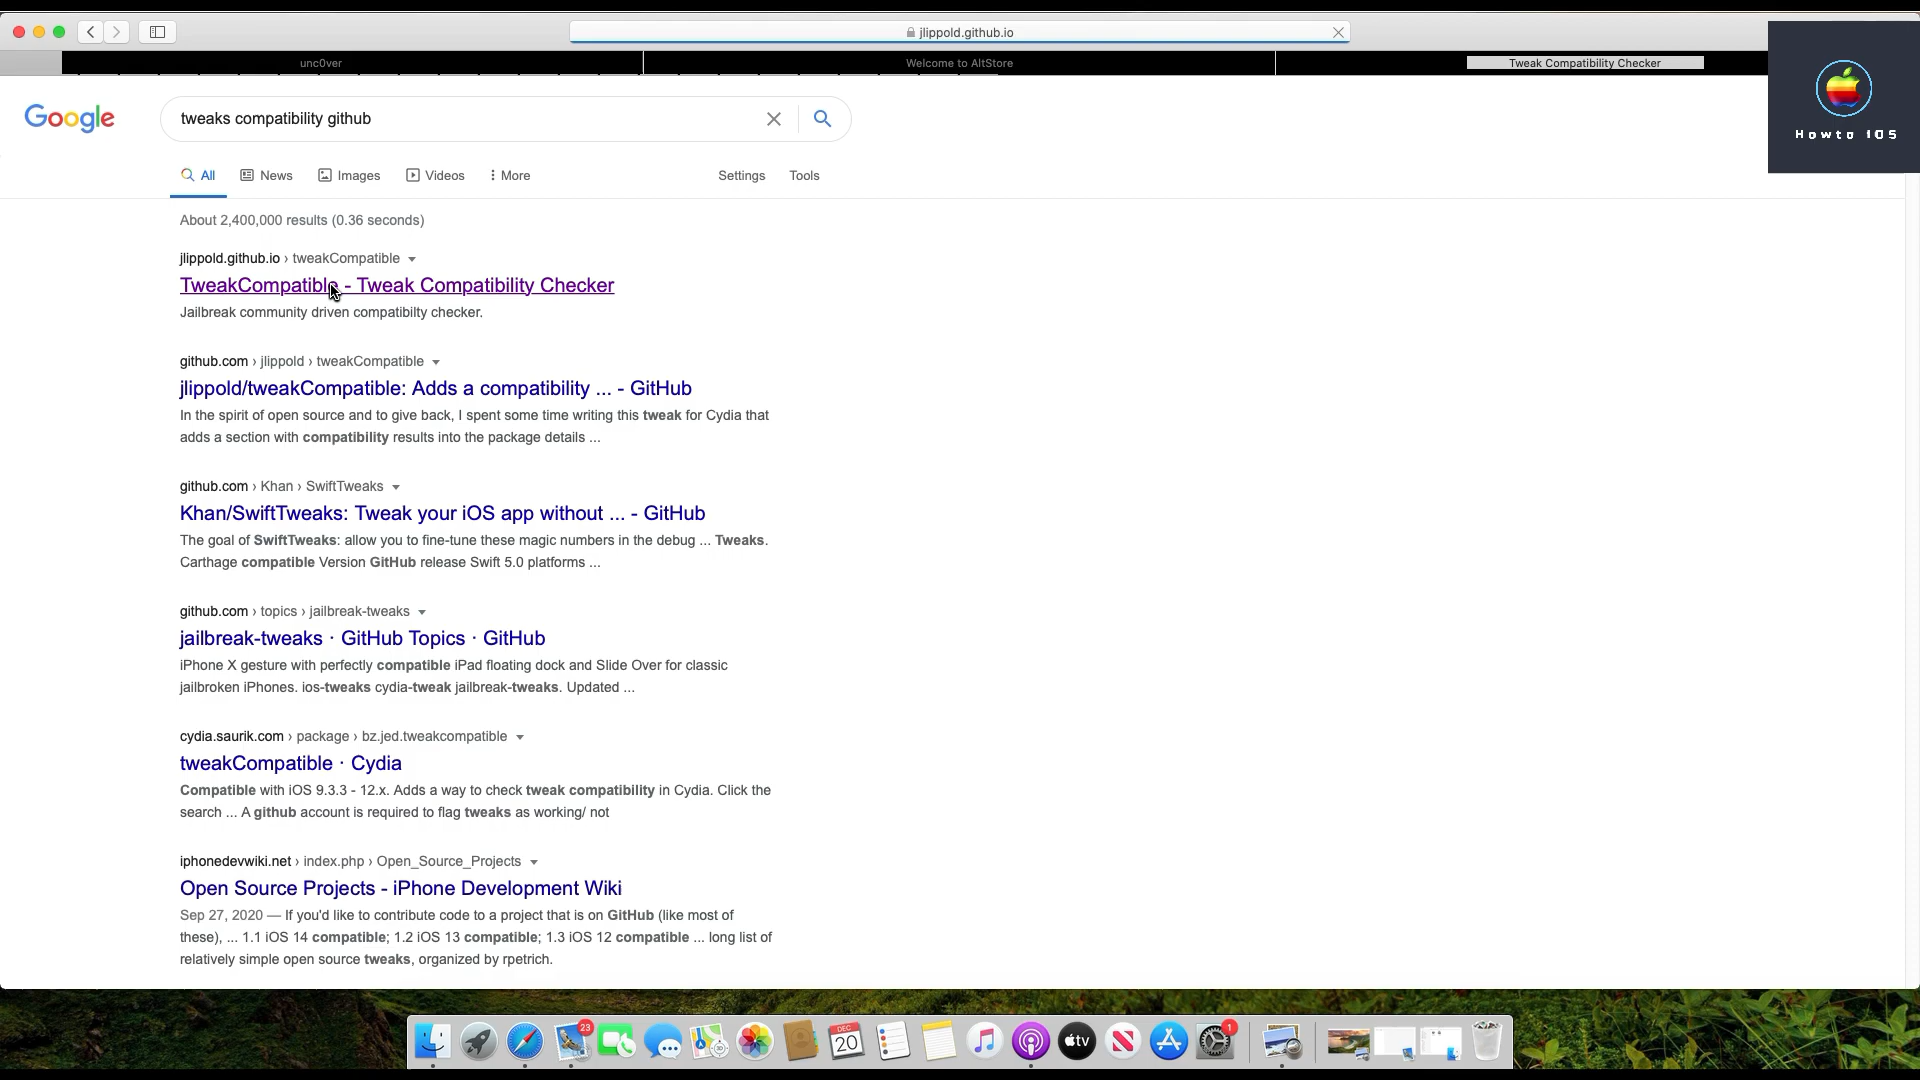 jlippold.github.io
unc0ver
Welcome to AltStore
Tweak Compatibility Checker
Howto IOS
Google
tweaks compatibility github
All
News
Images
Videos
More
Settings
Tools
About 2,400,000 results (0.36 seconds)
jlippold.github.io › tweakCompatible
TweakCompatible - Tweak Compatibility Checker
Jailbreak community driven compatibilty checker.
github.com › jlippold › tweakCompatible
jlippold/tweakCompatible: Adds a compatibility ... - GitHub
In the spirit of open source and to give back, I spent some time writing this tweak for Cydia that
adds a section with compatibility results into the package details ...
github.com › Khan › SwiftTweaks
Khan/SwiftTweaks: Tweak your iOS app without ... - GitHub
The goal of SwiftTweaks: allow you to fine-tune these magic numbers in the debug ... Tweaks.
Carthage compatible Version GitHub release Swift 5.0 platforms ...
github.com › topics › jailbreak-tweaks
jailbreak-tweaks · GitHub Topics · GitHub
iPhone X gesture with perfectly compatible iPad floating dock and Slide Over for classic
jailbroken iPhones. ios-tweaks cydia-tweak jailbreak-tweaks. Updated ...
cydia.saurik.com › package › bz.jed.tweakcompatible
tweakCompatible · Cydia
Compatible with iOS 9.3.3 - 12.x. Adds a way to check tweak compatibility in Cydia. Click the
search ... A github account is required to flag tweaks as working/ not
iphonedevwiki.net › index.php › Open_Source_Projects
Open Source Projects - iPhone Development Wiki
Sep 27, 2020 — If you'd like to contribute code to a project that is on GitHub (like most of
these), ... 1.1 iOS 14 compatible; 1.2 iOS 13 compatible; 1.3 iOS 12 compatible ... long list of
relatively simple open source tweaks, organized by rpetrich.
23
DEC
20
tv
1